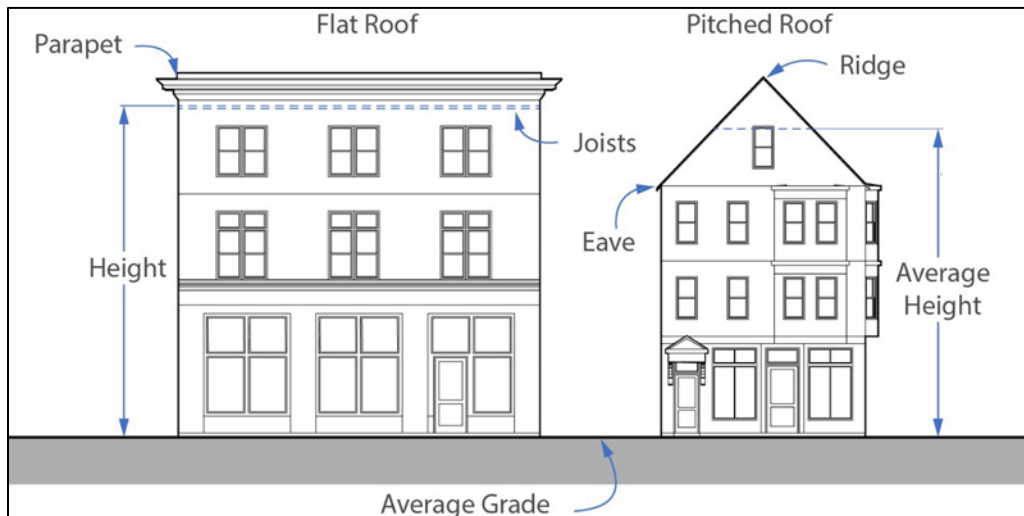 Flat Roof
Pitched Roof
Parapet
Ridge
Joists
Eave
Height
Average
Height
Average Grade